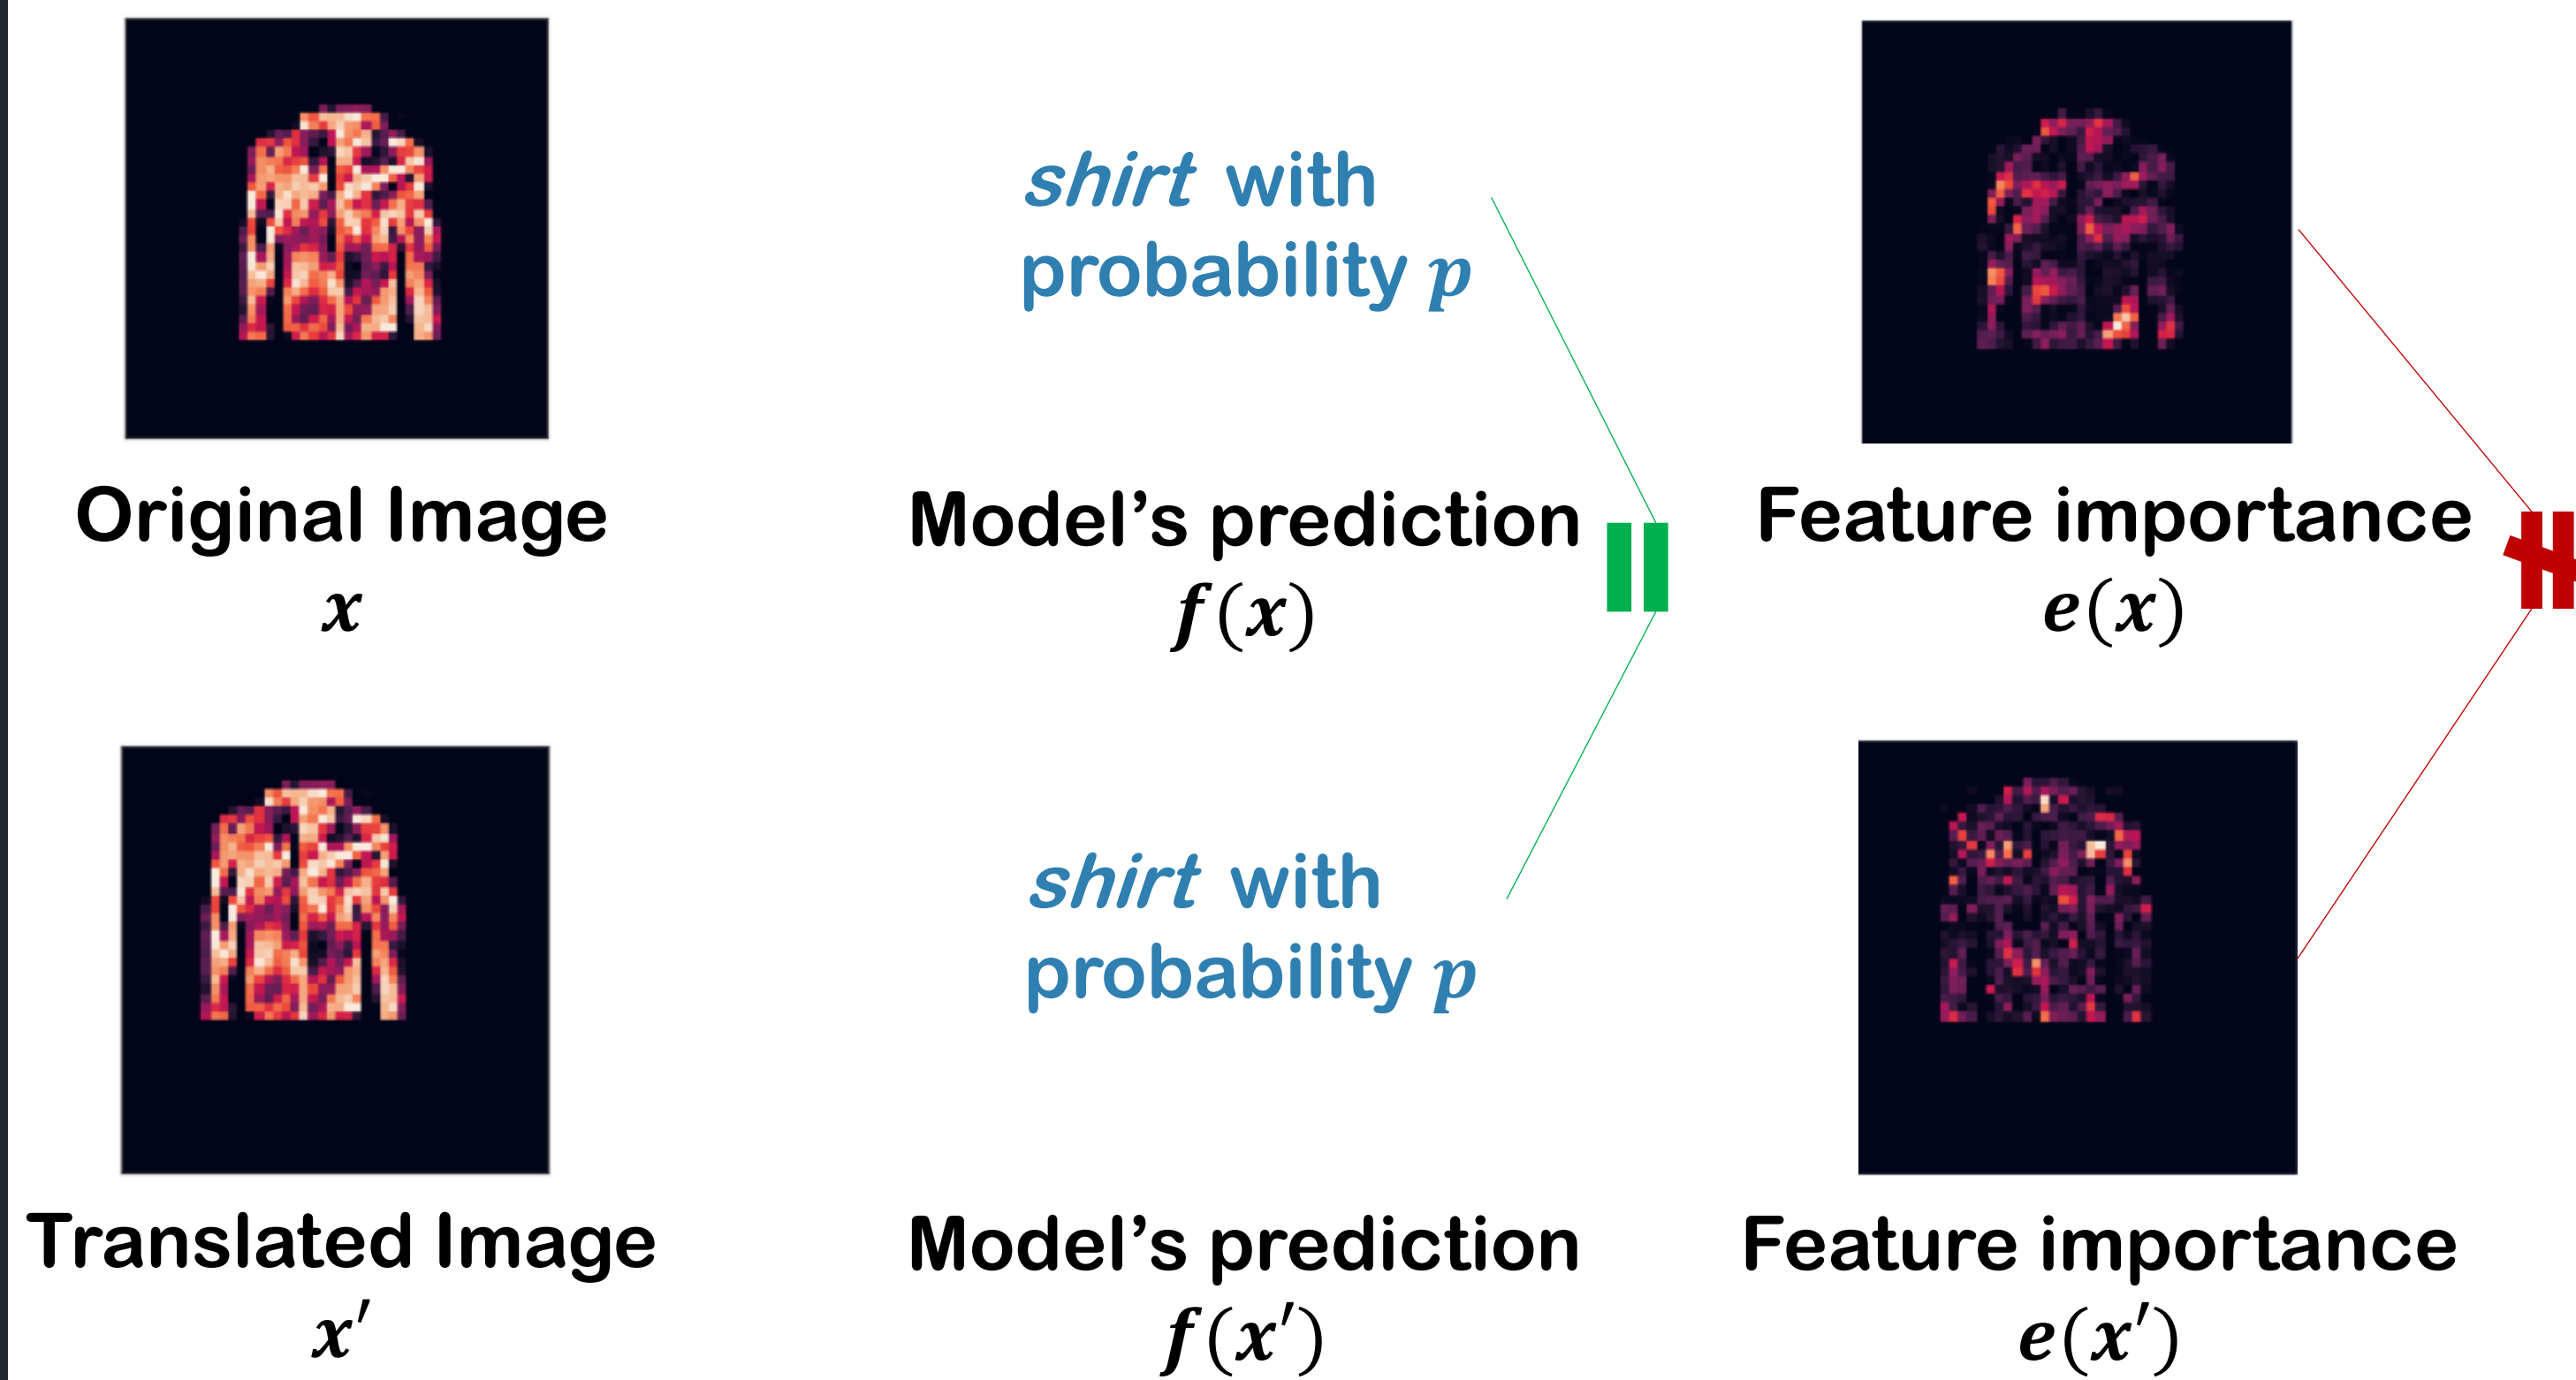 shirt with
probability p
Original Image
x
Model’s prediction
f(x)
Feature importance
e(x)
shirt with
probability p
Translated Image
x′
Model’s prediction
f(x′)
Feature importance
e(x′)